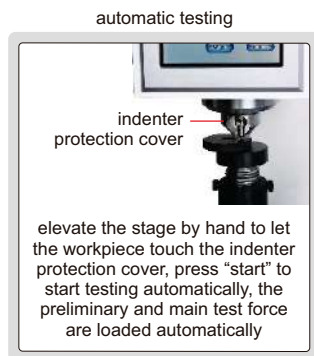 automatic testing
indenter
protection cover
elevate the stage by hand to let
the workpiece touch the indenter
protection cover, press “start” to
start testing automatically, the
preliminary and main test force
are loaded automatically